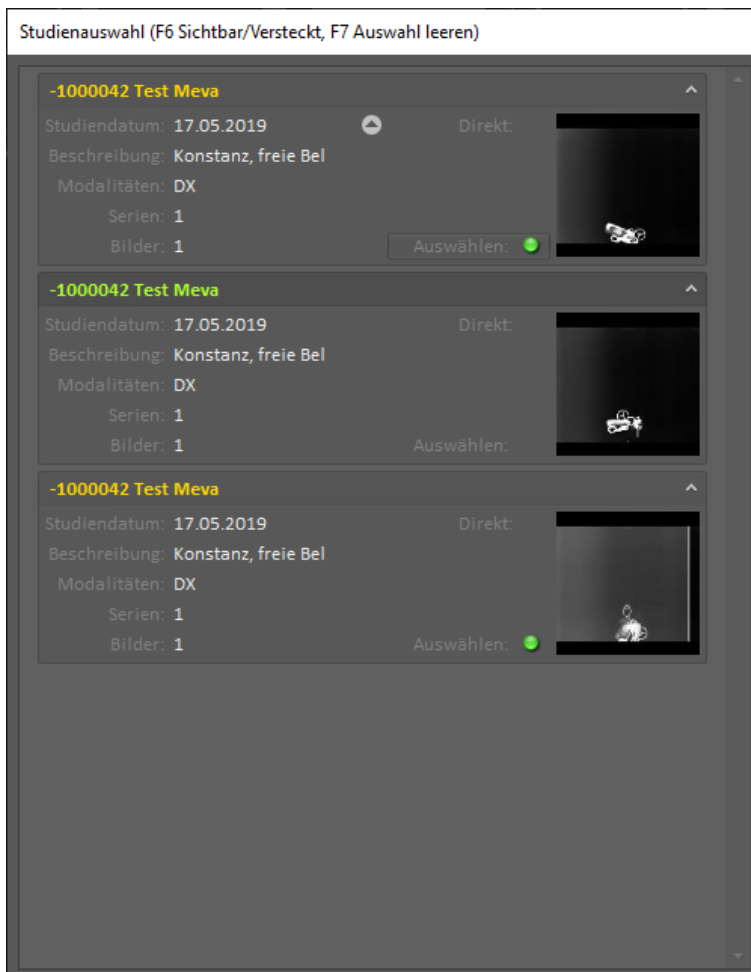 Studienauswahl (F6 Sichtbar/Versteckt, F7 Auswahl leeren)
-1000042 Test Meva
Studiendatum: 17.05.2019 Direkt:
Beschreibung: Konstanz, freie Bel
Modalitäten: DX
Serien: 1
Bilder: 1 Auswählen:
-1000042 Test Meva
Studiendatum: 17.05.2019 Direkt:
Beschreibung: Konstanz, freie Bel
Modalitäten: DX
Serien: 1
Bilder: 1 Auswählen:
-1000042 Test Meva
Studiendatum: 17.05.2019 Direkt:
Beschreibung: Konstanz, freie Bel
Modalitäten: DX
Serien: 1
Bilder: 1 Auswählen: